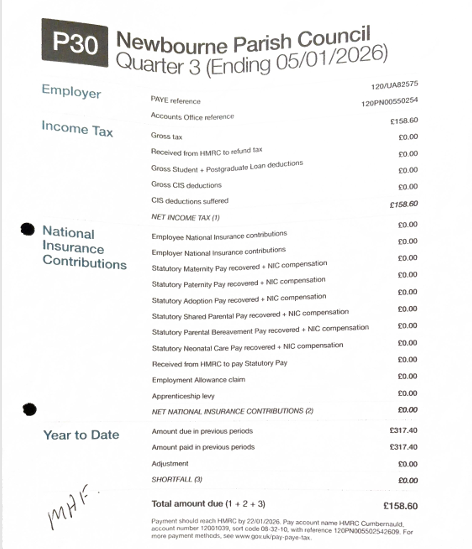 P30
Newbourne Parish Council
Quarter 3 (Ending 05/01/2026)
Employer
PAYE reference 120/UA82575
Accounts Office reference 120PN00550254
Income Tax
Gross tax £158.60
Received from HMRC to refund tax £0.00
Gross Student + Postgraduate Loan deductions £0.00
Gross CIS deductions £0.00
CIS deductions suffered £0.00
NET INCOME TAX (1) £158.60
National Insurance Contributions
Employee National Insurance contributions £0.00
Employer National Insurance contributions £0.00
Statutory Maternity Pay recovered + NIC compensation £0.00
Statutory Paternity Pay recovered + NIC compensation £0.00
Statutory Adoption Pay recovered + NIC compensation £0.00
Statutory Shared Parental Pay recovered + NIC compensation £0.00
Statutory Parental Bereavement Pay recovered + NIC compensation £0.00
Statutory Neonatal Care Pay recovered + NIC compensation £0.00
Received from HMRC to pay Statutory Pay £0.00
Employment Allowance claim £0.00
Apprenticeship levy £0.00
NET NATIONAL INSURANCE CONTRIBUTIONS (2) £0.00
Year to Date
Amount due in previous periods £317.40
Amount paid in previous periods £317.40
Adjustment £0.00
SHORTFALL (3) £0.00
Total amount due (1 + 2 + 3) £158.60
Payment should reach HMRC by 22/01/2026. Pay account name HMRC Cumbernauld,
account number 12001039, sort code 08-32-10, with reference 120PN005502542609. For
more payment methods, see www.gov.uk/pay-paye-tax.